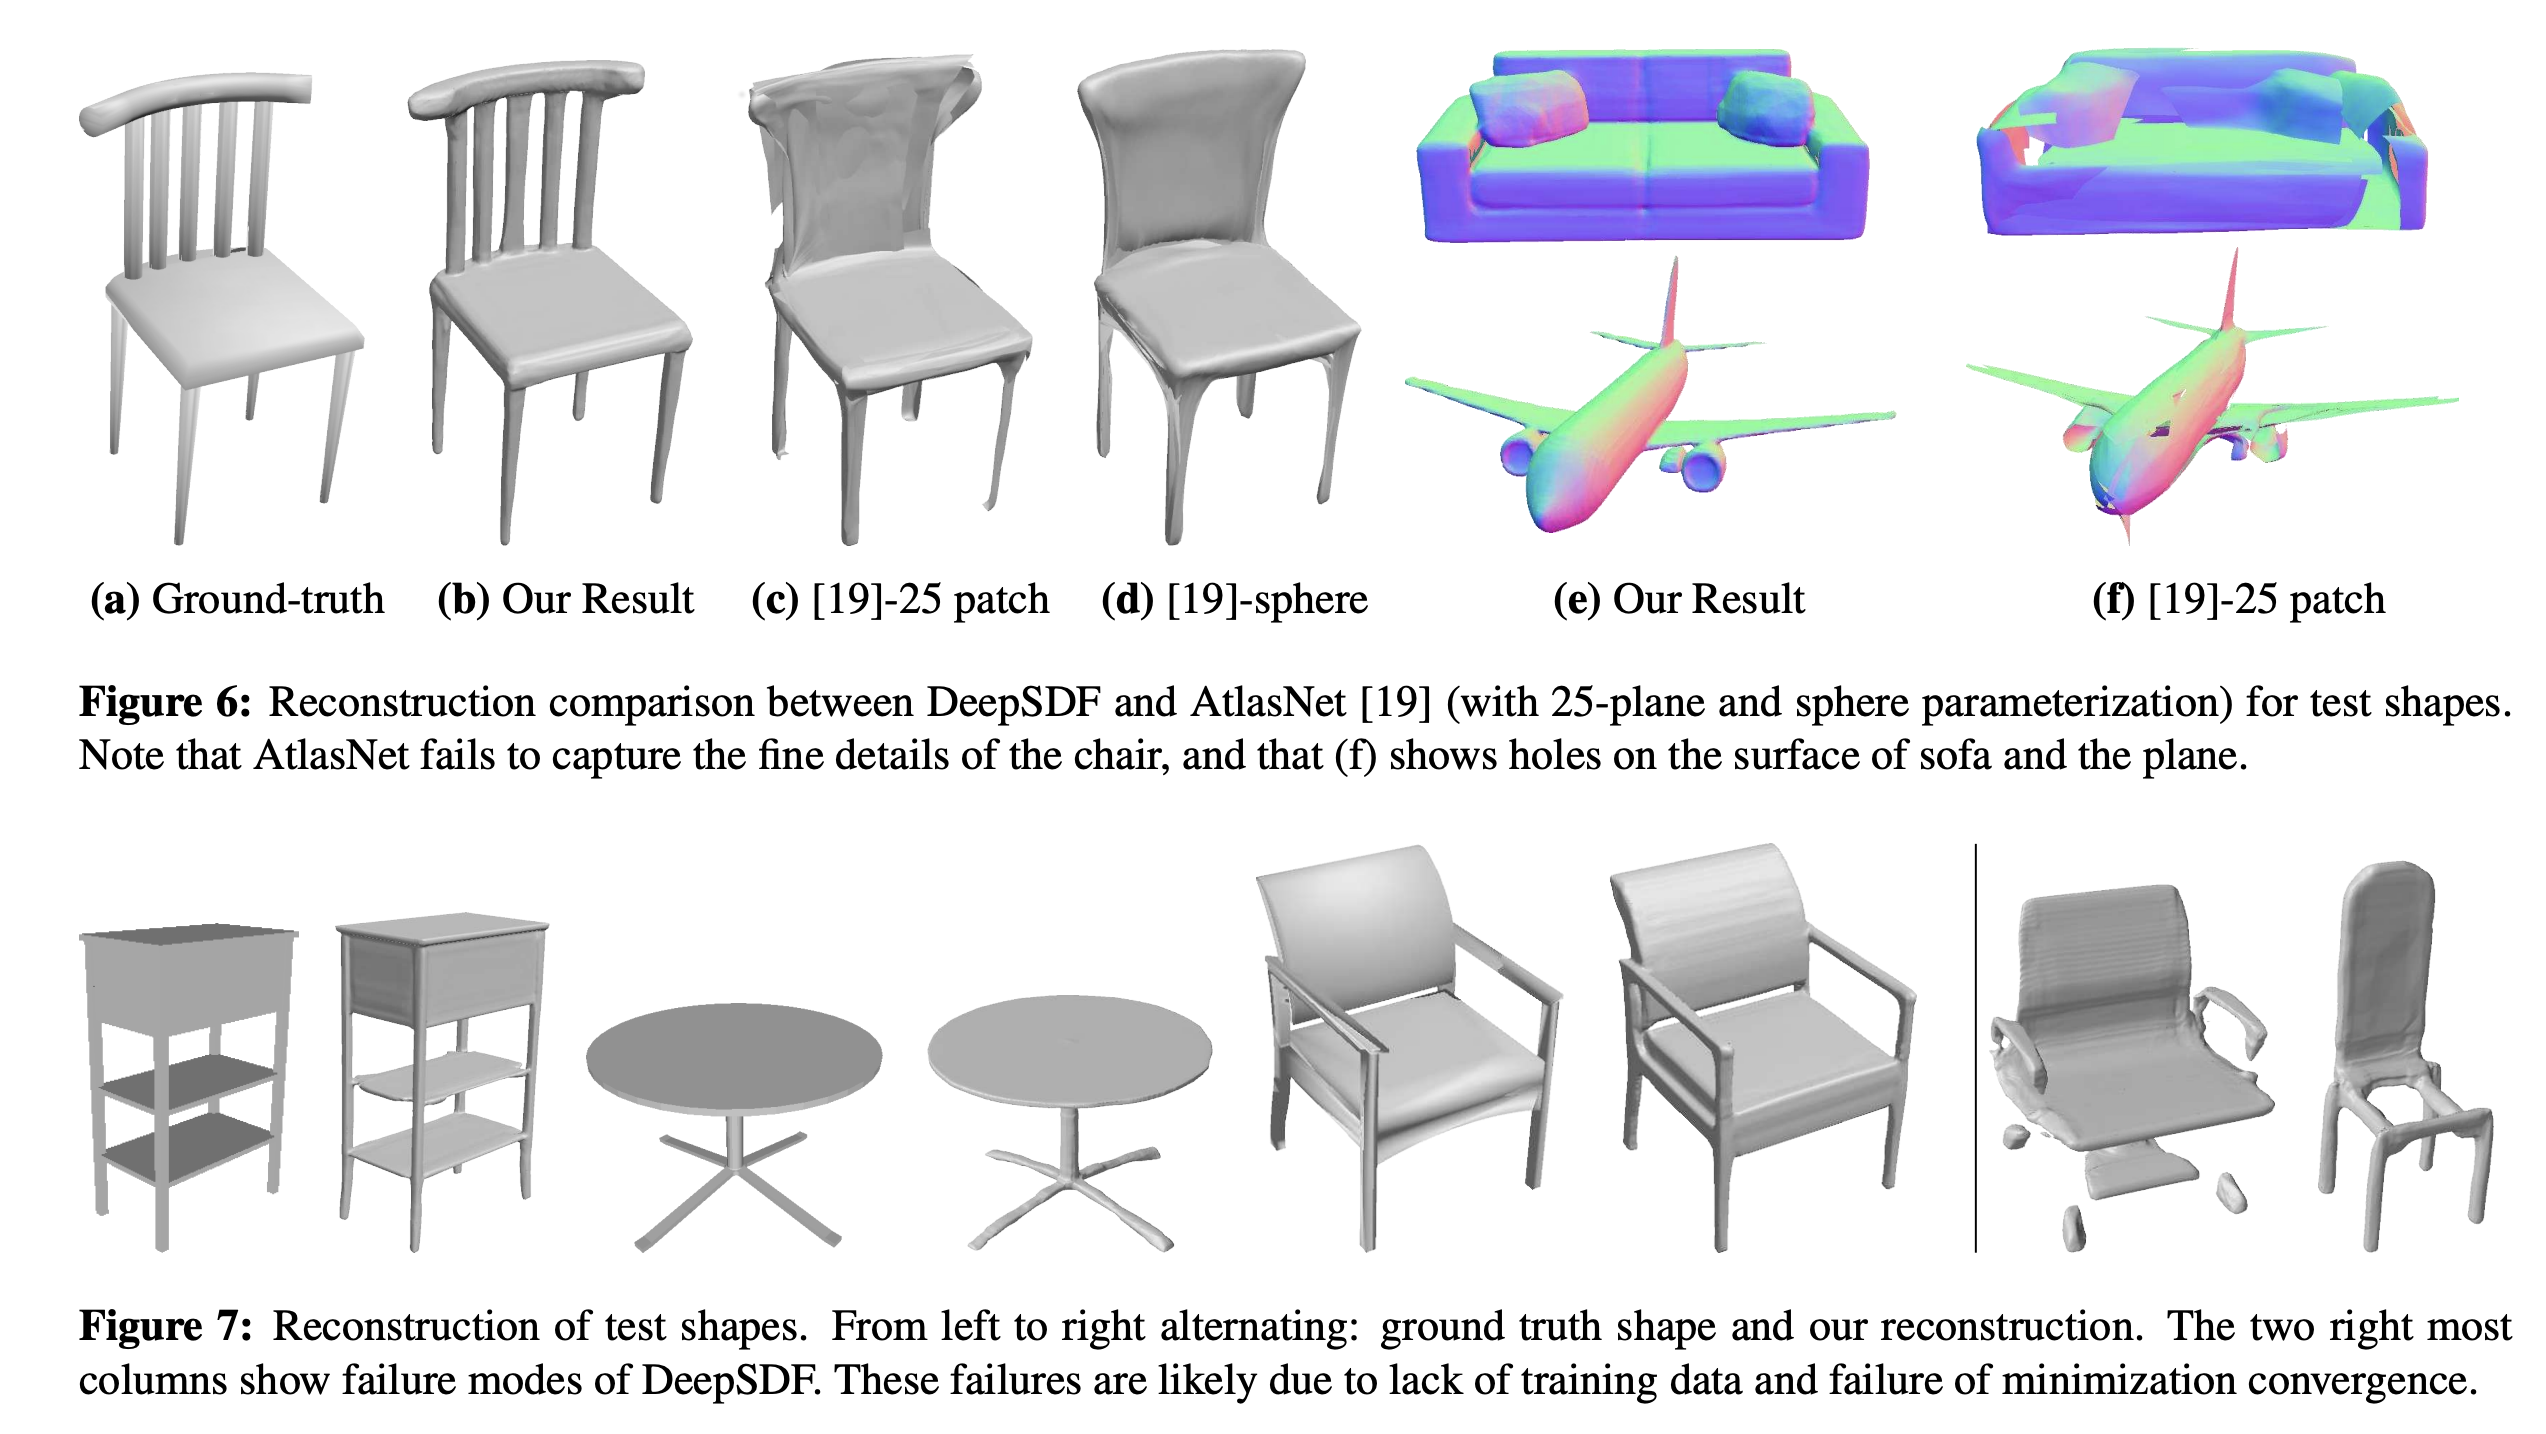 (a) Ground-truth (b) Our Result (c) [19]-25 patch (d) [19]-sphere (e) Our Result (f) [19]-25 patch
Figure 6: Reconstruction comparison between DeepSDF and AtlasNet [19] (with 25-plane and sphere parameterization) for test shapes.
Note that AtlasNet fails to capture the fine details of the chair, and that (f) shows holes on the surface of sofa and the plane.
Figure 7: Reconstruction of test shapes. From left to right alternating: ground truth shape and our reconstruction. The two right most
columns show failure modes of DeepSDF. These failures are likely due to lack of training data and failure of minimization convergence.